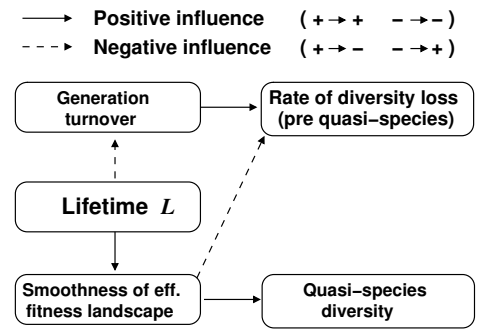 Positive influence ( + → + − → − )
Negative influence ( + → − − → + )
Generation
turnover
Rate of diversity loss
(pre quasi−species)
Lifetime L
Smoothness of eff.
fitness landscape
Quasi−species
diversity